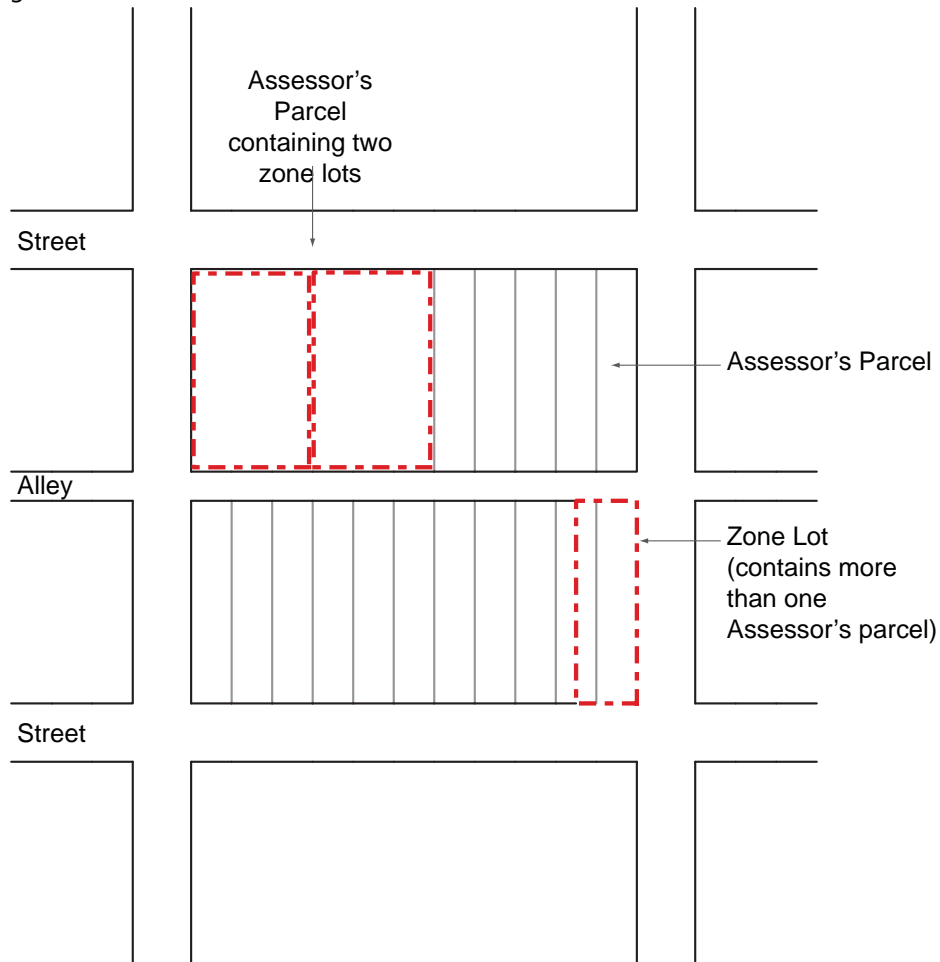 Assessor's
Parcel
containing two
zone lots
Street
Assessor's Parcel
Alley
Zone Lot
(contains more
than one
Assessor's parcel)
Street